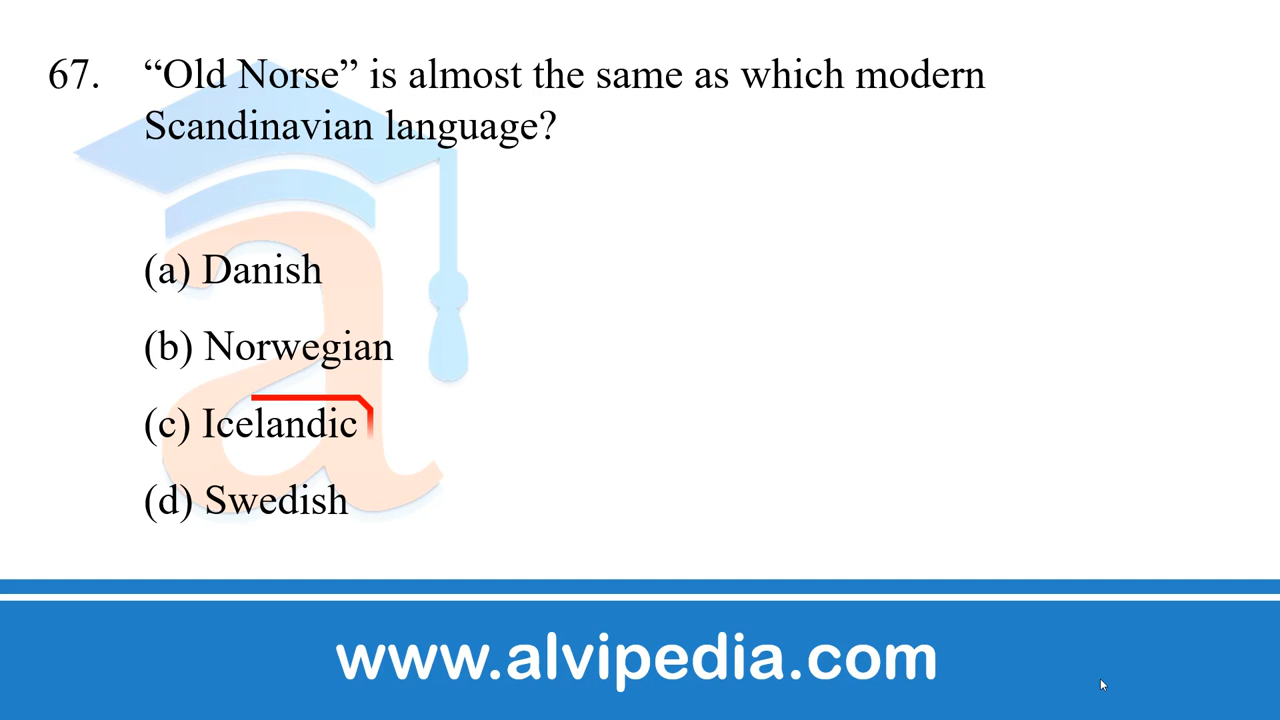 67. “Old Norse” is almost the same as which modern
Scandinavian language?
(a) Danish
(b) Norwegian
(c) Icelandic
(d) Swedish
www.alvipedia.com